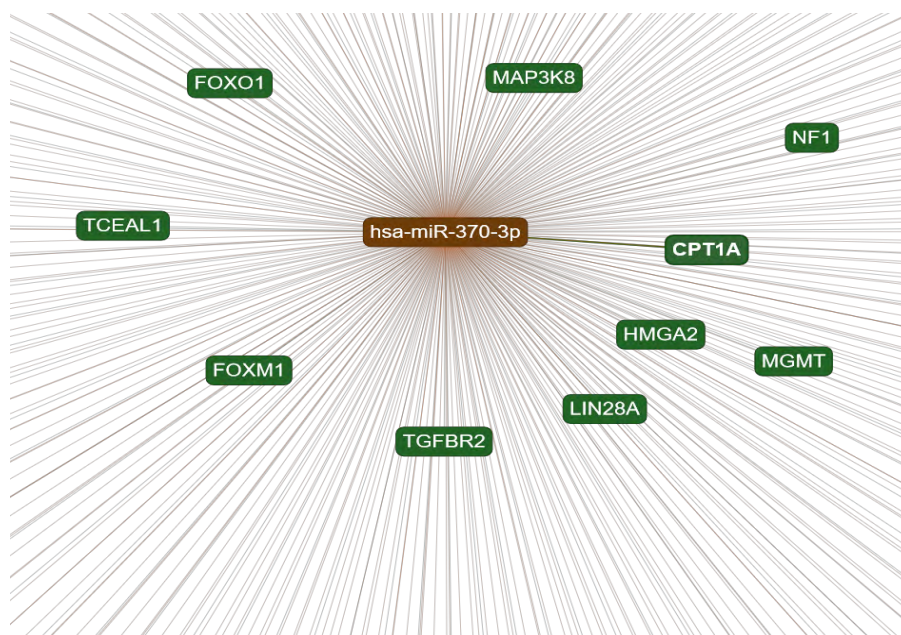 MAP3K8
FOXO1
NF1
TCEAL1
hsa-miR-370-3p
CPT1A
HMGA2
MGMT
FOXM1
LIN28A
TGFBR2